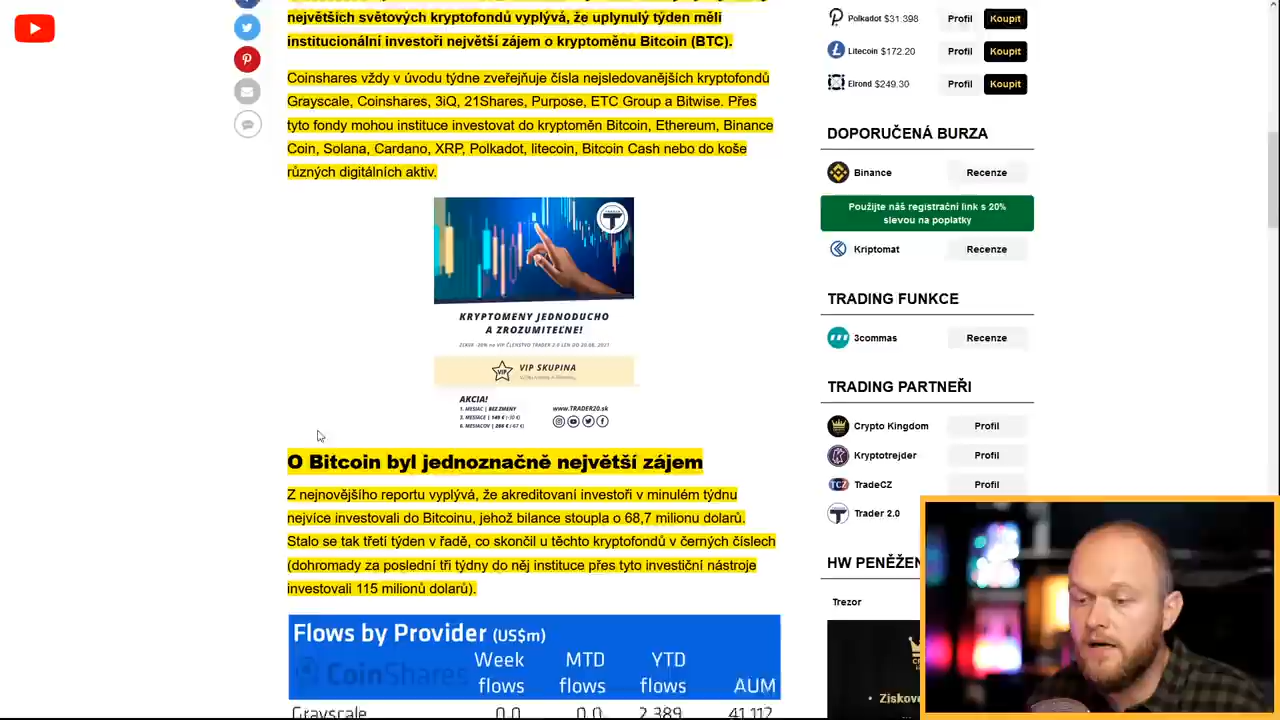 největších světových kryptofondů vyplývá, že uplynulý týden měli
institucionální investoři největší zájem o kryptoměnu Bitcoin (BTC).
Coinshares vždy v úvodu týdne zveřejňuje čísla nejsledovanějších kryptofondů
Grayscale, Coinshares, 3iQ, 21Shares, Purpose, ETC Group a Bitwise. Přes
tyto fondy mohou instituce investovat do kryptoměn Bitcoin, Ethereum, Binance
Coin, Solana, Cardano, XRP, Polkadot, litecoin, Bitcoin Cash nebo do koše
různých digitálních aktiv.
KRYPTOMENY JEDNODUCHO
A ZROZUMITEĽNE!
VIP SKUPINA
AKCIA!
1. MESIAC | BEZ ZMENY
www.TRADER20.sk
O Bitcoin byl jednoznačně největší zájem
Z nejnovějšího reportu vyplývá, že akreditovaní investoři v minulém týdnu
nejvíce investovali do Bitcoinu, jehož bilance stoupla o 68,7 milionu dolarů.
Stalo se tak třetí týden v řadě, co skončil u těchto kryptofondů v černých číslech
(dohromady za poslední tři týdny do něj instituce přes tyto investiční nástroje
investovali 115 milionů dolarů).
Flows by Provider (US$m)
CoinShares
Week flows MTD flows YTD flows AUM
Grayscale 0.0 0.0 2,389 41,112
Polkadot $31.398 Profil Koupit
Litecoin $172.20 Profil Koupit
Elrond $249.30 Profil Koupit
DOPORUČENÁ BURZA
Binance Recenze
Použijte náš registrační link s 20%
slevou na poplatky
Kriptomat Recenze
TRADING FUNKCE
3commas Recenze
TRADING PARTNEŘI
Crypto Kingdom Profil
Kryptotrejder Profil
TCZ TradeCZ Profil
Trader 2.0
HW PENĚŽEN
Trezor